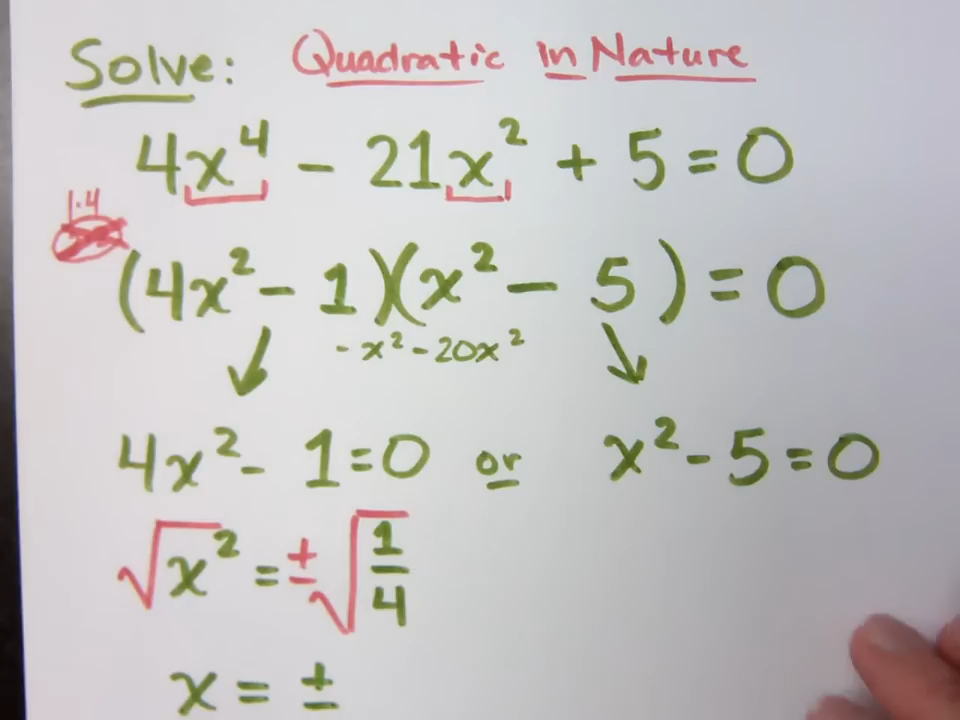 Solve: Quadratic in Nature
4x⁴ - 21x² + 5 = 0
1.4
(4x² - 1)(x² - 5) = 0
- x² - 20x²
4x² - 1 = 0 or x² - 5 = 0
√x² = ± √1/4
x = ±